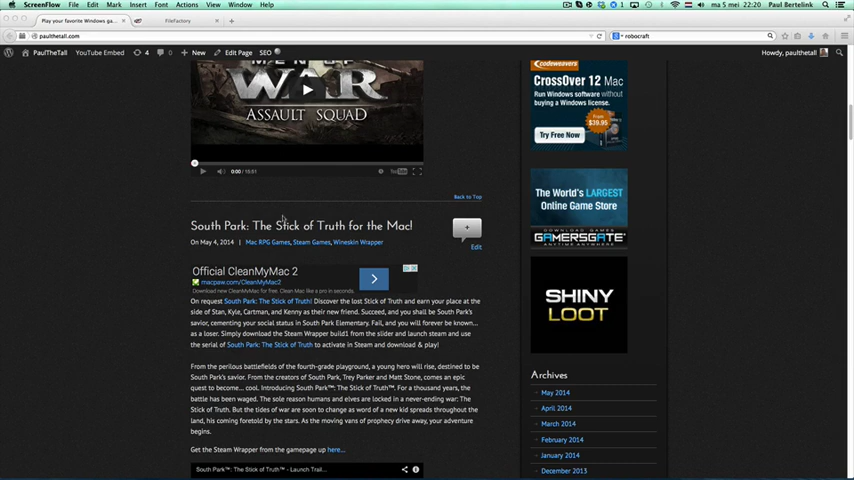 ScreenFlow File Edit Mark Insert Font Actions View Window Help
ma 5 mei 22:20 Paul Bertelink
Play your favorite Windows ga...
FileFactory
paulthetall.com
robocraft
PaulTheTall YouTube Embed 4 0 New Edit Page SEO
Howdy, paulthetall
WAR
ASSAULT SQUAD
0:00 / 15:51
You Tube
Back to Top
South Park: The Stick of Truth for the Mac!
On May 4, 2014 | Mac RPG Games, Steam Games, Wineskin Wrapper
+
Edit
Official CleanMyMac 2
macpaw.com/CleanMyMac2
Download new CleanMyMac for free. Clean Mac like a pro in seconds.
On request South Park: The Stick of Truth! Discover the lost Stick of Truth and earn your place at the
side of Stan, Kyle, Cartman, and Kenny as their new friend. Succeed, and you shall be South Park's
savior, cementing your social status in South Park Elementary. Fail, and you will forever be known...
as a loser. Simply download the Steam Wrapper build1 from the slider and launch steam and use
the serial of South Park: The Stick of Truth to activate in Steam and download & play!
From the perilous battlefields of the fourth-grade playground, a young hero will rise, destined to be
South Park's savior. From the creators of South Park, Trey Parker and Matt Stone, comes an epic
quest to become... cool. Introducing South Park™: The Stick of Truth™. For a thousand years, the
battle has been waged. The sole reason humans and elves are locked in a never-ending war: The
Stick of Truth. But the tides of war are soon to change as word of a new kid spreads throughout the
land, his coming foretold by the stars. As the moving vans of prophecy drive away, your adventure
begins.
Get the Steam Wrapper from the gamepage up here...
South Park™: The Stick of Truth™ - Launch Trail...
codeweavers
CrossOver 12 Mac
Run Windows software without
buying a Windows license.
From
$39.95
Try Free Now
The World's LARGEST
Online Game Store
DOWNLOAD GAMES
GAMERSGATE
SHINY
LOOT
Archives
May 2014
April 2014
March 2014
February 2014
January 2014
December 2013